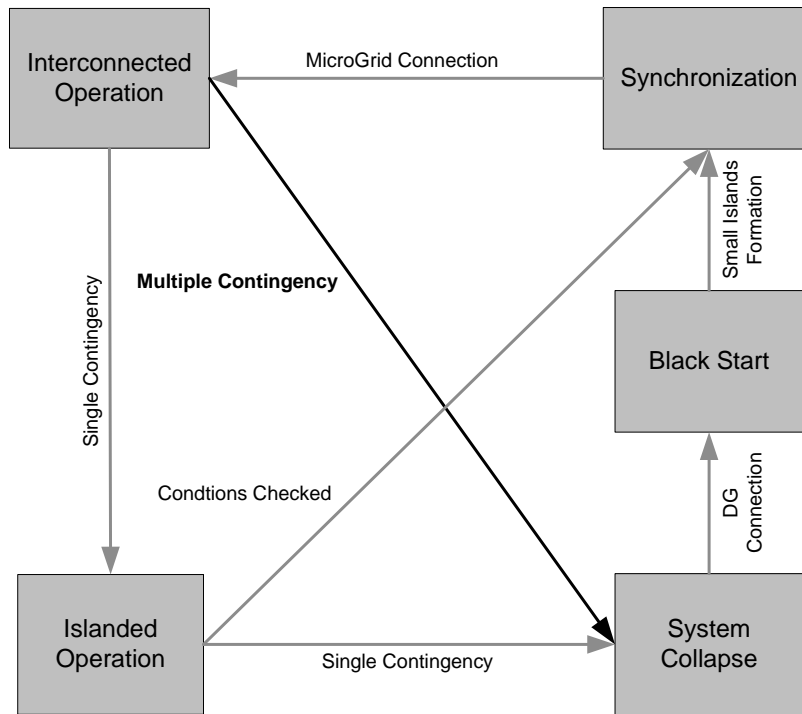 Interconnected
Operation
MicroGrid Connection
Synchronization
Small Islands
Formation
Multiple Contingency
Single Contingency
Black Start
Condtions Checked
DG
Connection
Islanded
Operation
Single Contingency
System
Collapse